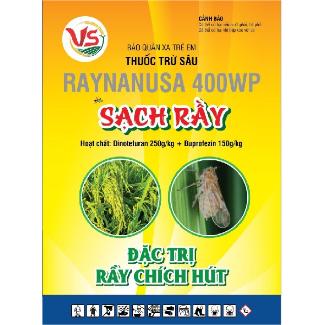 VS
CẢNH BÁO
BẢO QUẢN XA TRẺ EM
THUỐC TRỪ SÂU
RAYNANUSA 400WP
SẠCH RẦY
Hoạt chất: Dinotefuran 250g/kg + Buprofezin 150g/kg
ĐẶC TRỊ
RẦY CHÍCH HÚT